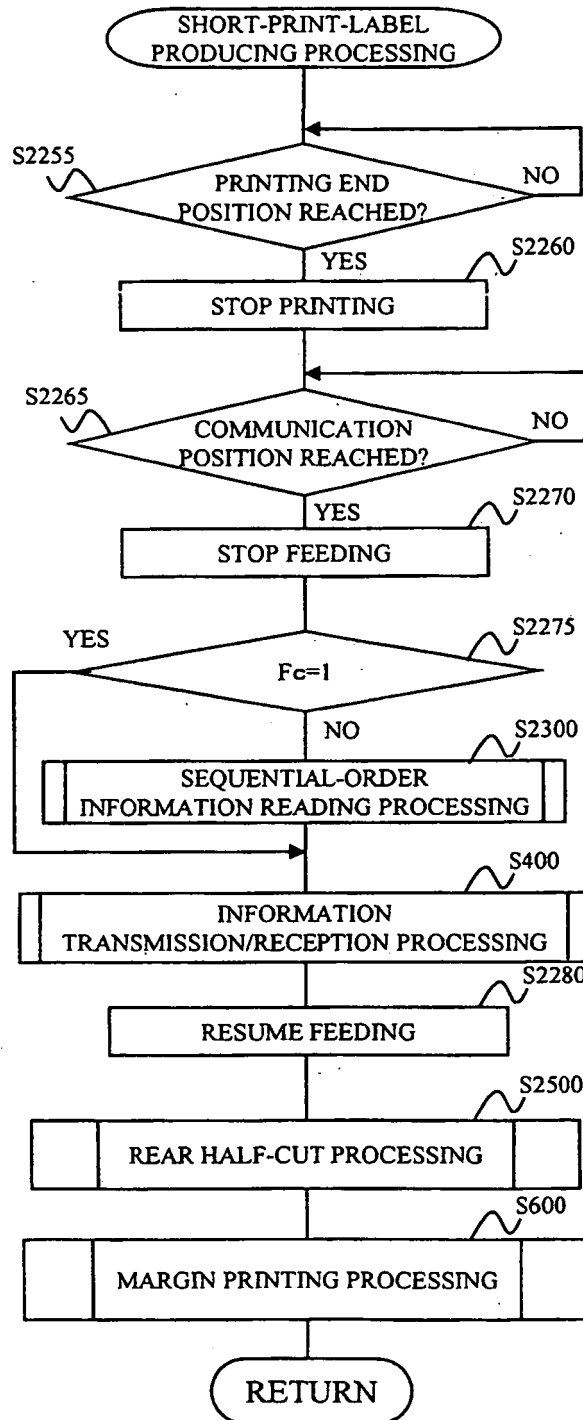 SHORT-PRINT-LABEL
PRODUCING PROCESSING
S2255
PRINTING END
POSITION REACHED?
NO
YES
S2260
STOP PRINTING
S2265
COMMUNICATION
POSITION REACHED?
NO
YES
S2270
STOP FEEDING
YES
S2275
Fc=1
NO
S2300
SEQUENTIAL-ORDER
INFORMATION READING PROCESSING
S400
INFORMATION
TRANSMISSION/RECEPTION PROCESSING
S2280
RESUME FEEDING
S2500
REAR HALF-CUT PROCESSING
S600
MARGIN PRINTING PROCESSING
RETURN